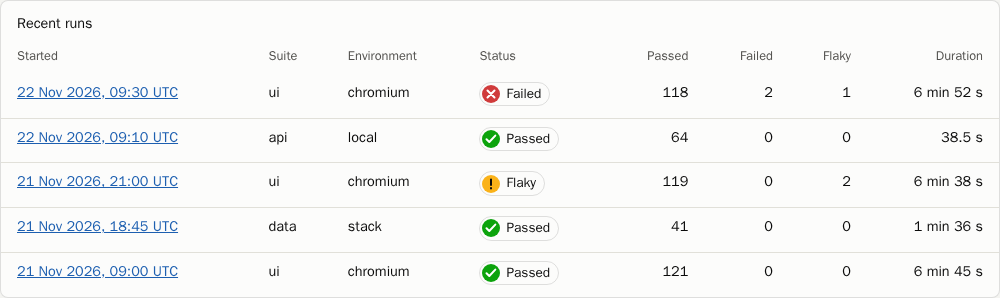 Recent runs
Started Suite Environment Status Passed Failed Flaky Duration
22 Nov 2026, 09:30 UTC ui chromium Failed 118 2 1 6 min 52 s
22 Nov 2026, 09:10 UTC api local Passed 64 0 0 38.5 s
21 Nov 2026, 21:00 UTC ui chromium Flaky 119 0 2 6 min 38 s
21 Nov 2026, 18:45 UTC data stack Passed 41 0 0 1 min 36 s
21 Nov 2026, 09:00 UTC ui chromium Passed 121 0 0 6 min 45 s